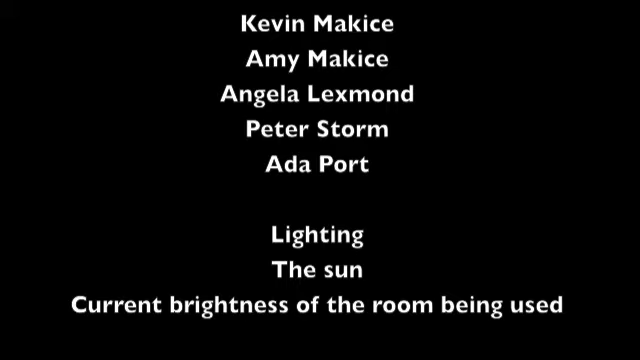 Kevin Makice
Amy Makice
Angela Lexmond
Peter Storm
Ada Port
Lighting
The sun
Current brightness of the room being used